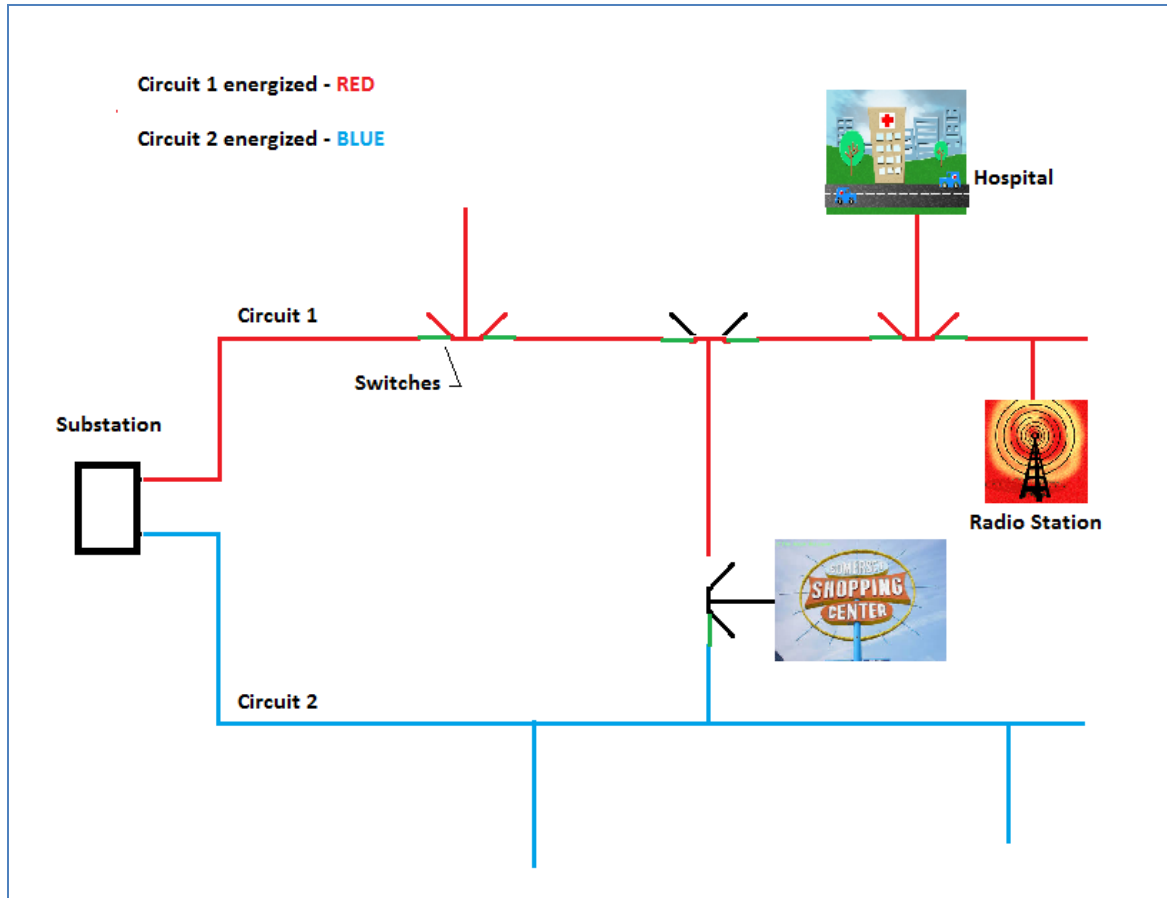 Circuit 1 energized - RED
Circuit 2 energized - BLUE
Hospital
Circuit 1
Switches
Substation
Radio Station
SHOPPING
CENTER
Circuit 2